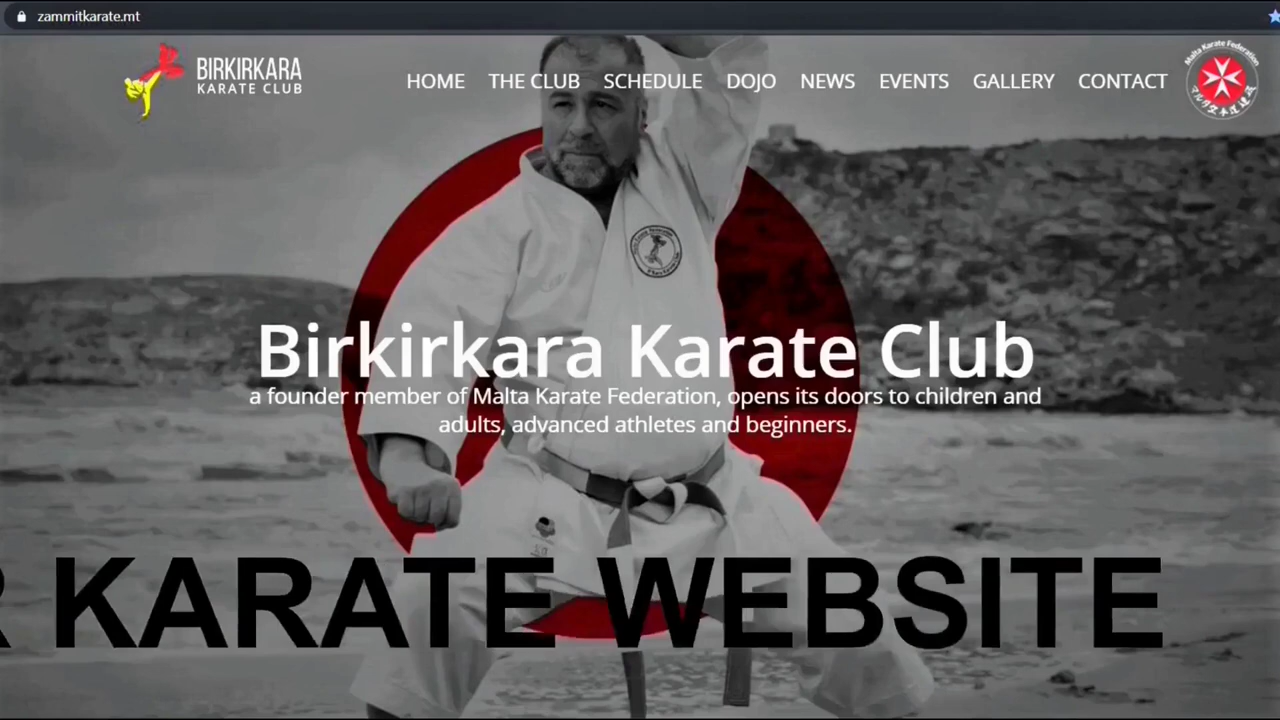 zammitkarate.mt
BIRKIRKARA
KARATE CLUB
HOME THE CLUB SCHEDULE DOJO NEWS EVENTS GALLERY CONTACT
Malta Karate Federation
Birkirkara Karate Club
a founder member of Malta Karate Federation, opens its doors to children and
adults, advanced athletes and beginners.
KARATE WEBSITE